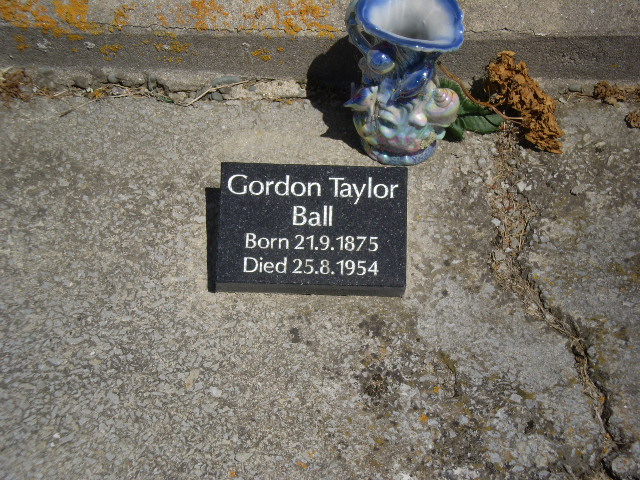 Gordon Taylor
Ball
Born 21.9.1875
Died 25.8.1954